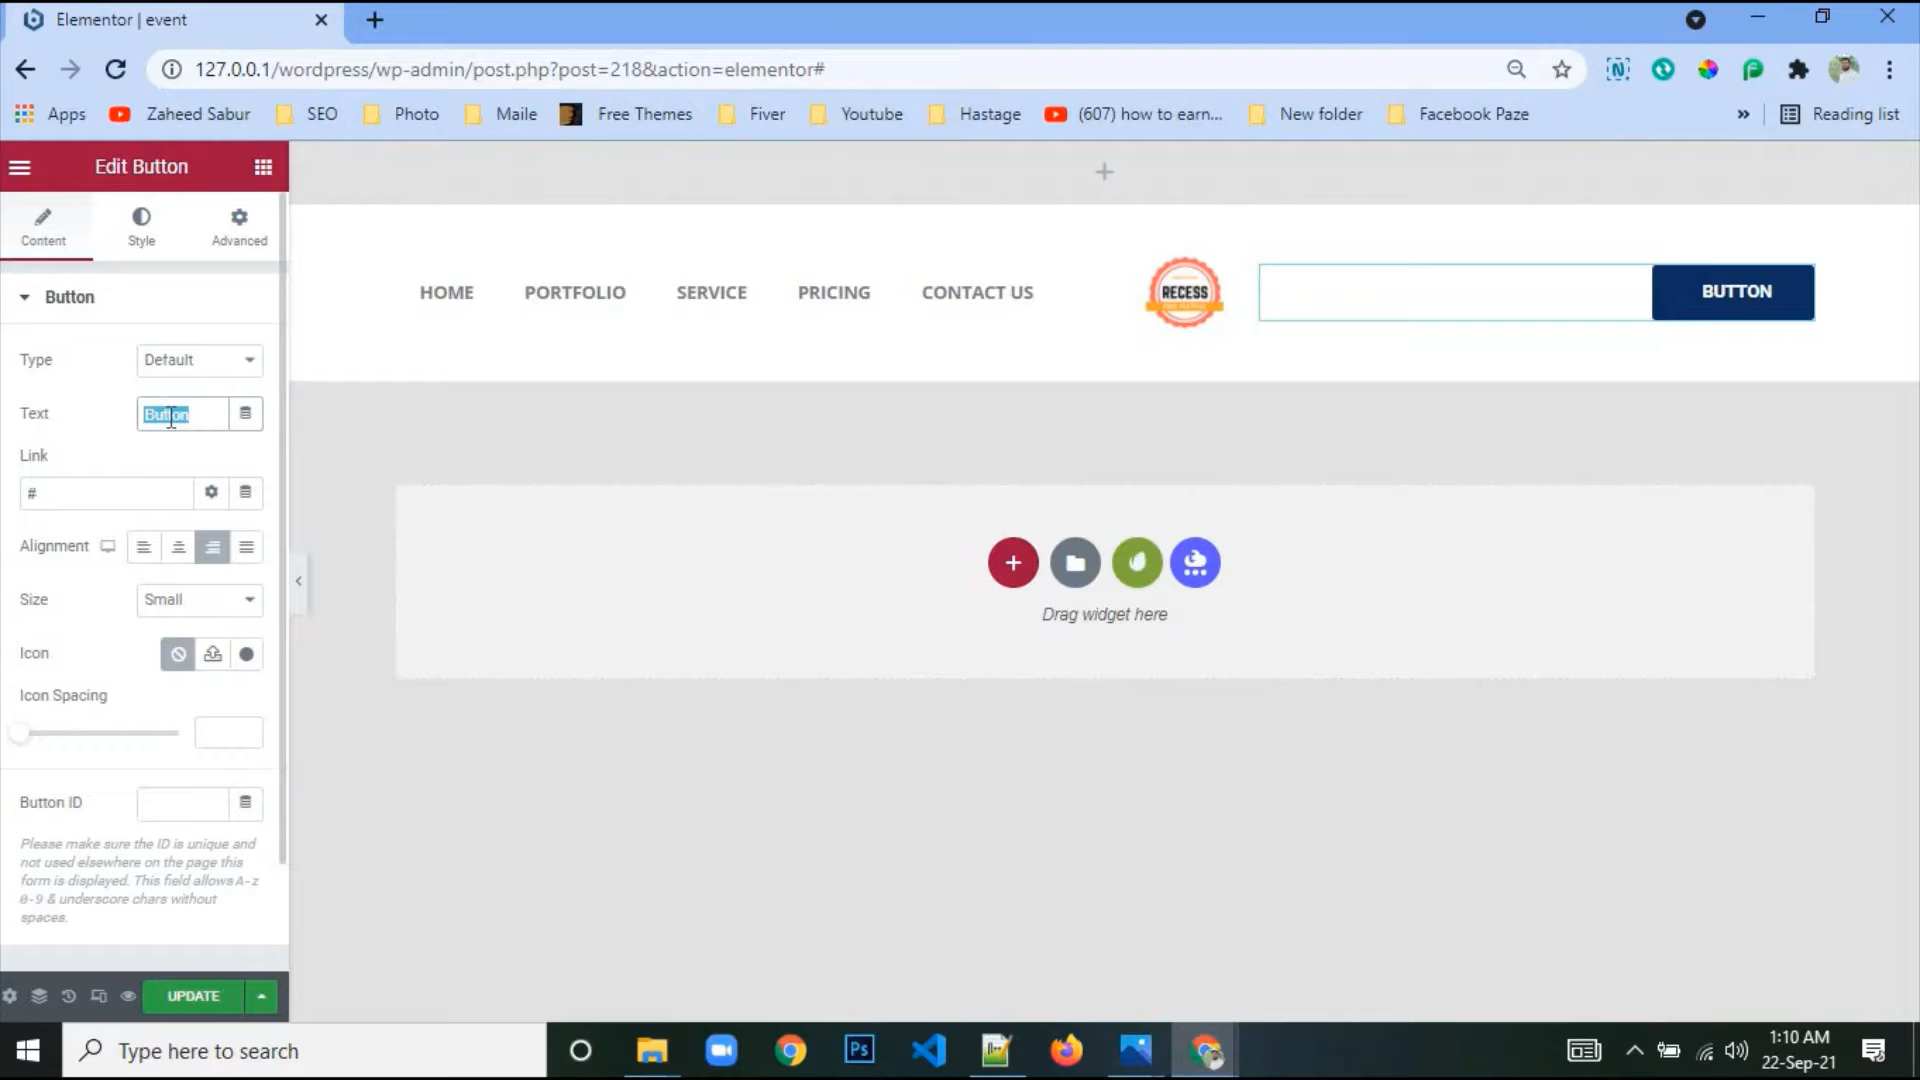 Elementor | event
127.0.0.1/wordpress/wp-admin/post.php?post=218&action=elementor#
Apps
Zaheed Sabur
SEO
Photo
Maile
Free Themes
Fiver
Youtube
Hastage
(607) how to earn...
New folder
Facebook Paze
»
Reading list
Edit Button
Content
Style
Advanced
HOME
PORTFOLIO
SERVICE
PRICING
CONTACT US
RECESS
BUTTON
Button
Type
Default
Text
Button
Link
#
Alignment
Size
Small
Icon
Icon Spacing
Button ID
Please make sure the ID is unique and
not used elsewhere on the page this
form is displayed. This field allows A-z
0-9 & underscore chars without
spaces.
Drag widget here
UPDATE
Type here to search
Ps
1:10 AM
22-Sep-21